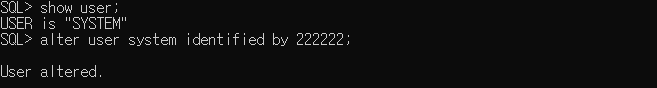 SQL> show user;
USER is "SYSTEM"
SQL> alter user system identified by 222222;
User altered.